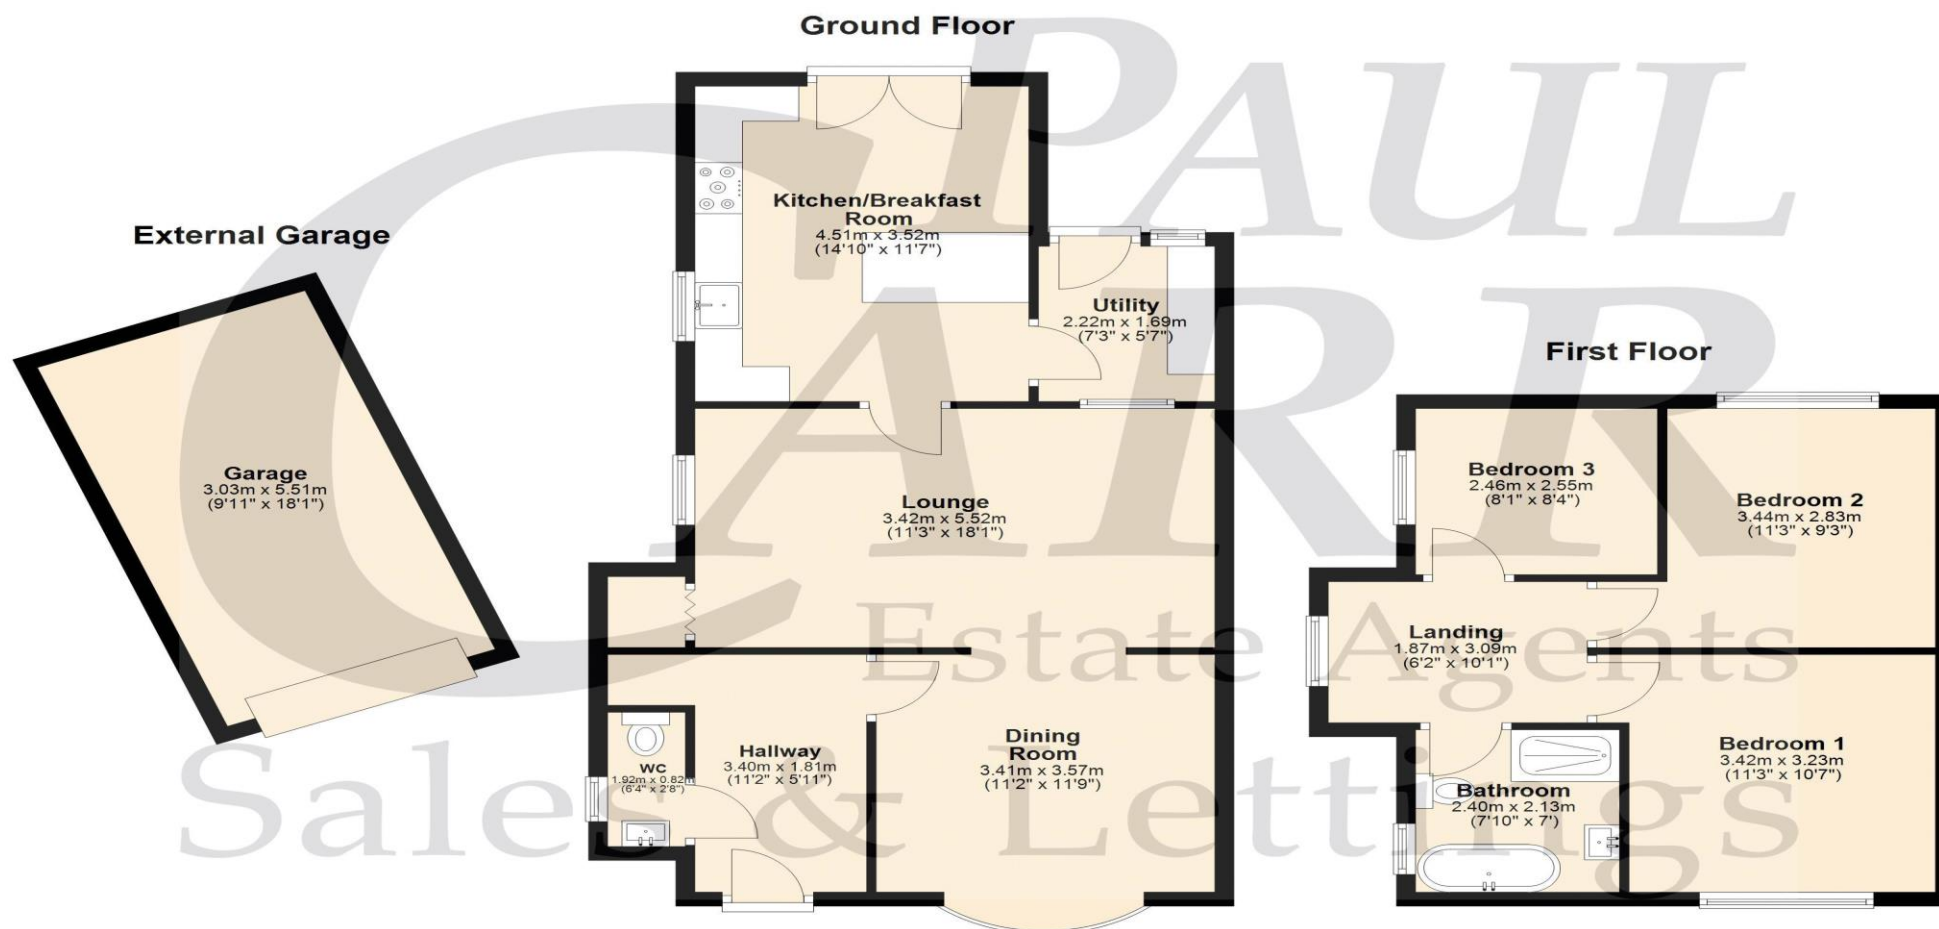 Ground Floor
Kitchen/Breakfast
Room
4.51m x 3.52m
(14'10" x 11'7")
Utility
2.22m x 1.69m
(7'3" x 5'7")
External Garage
Garage
3.03m x 5.51m
(9'11" x 18'1")
Lounge
3.42m x 5.52m
(11'3" x 18'1")
Hallway
3.40m x 1.81m
(11'2" x 5'11")
WC
1.92m x 0.82m
(6'4" x 2'8")
Dining
Room
3.41m x 3.57m
(11'2" x 11'9")
First Floor
Bedroom 3
2.46m x 2.55m
(8'1" x 8'4")
Bedroom 2
3.44m x 2.83m
(11'3" x 9'3")
Landing
1.87m x 3.09m
(6'2" x 10'1")
Bedroom 1
3.42m x 3.23m
(11'3" x 10'7")
Bathroom
2.40m x 2.13m
(7'10" x 7')
PAUL
CARR
Estate Agents
Sales & Lettings